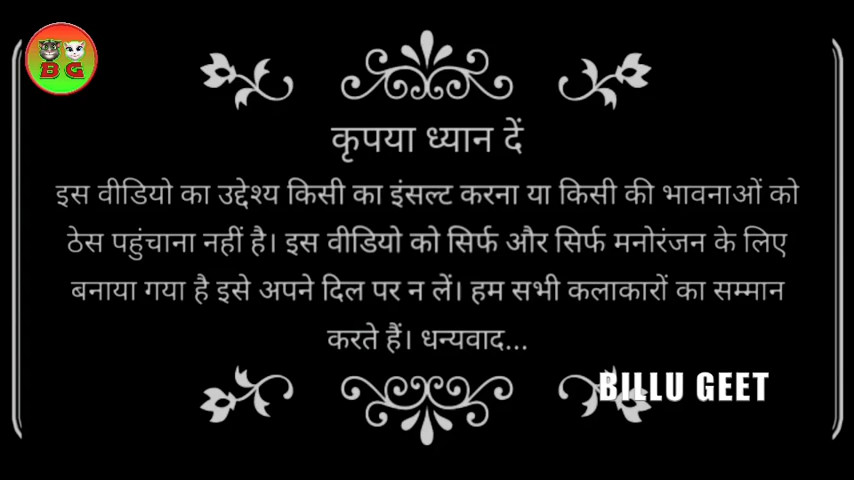 BG
कृपया ध्यान दें
इस वीडियो का उद्देश्य किसी का इंसल्ट करना या किसी की भावनाओं को
ठेस पहुंचाना नहीं है। इस वीडियो को सिर्फ और सिर्फ मनोरंजन के लिए
बनाया गया है इसे अपने दिल पर न लें। हम सभी कलाकारों का सम्मान
करते हैं। धन्यवाद...
BILLU GEET